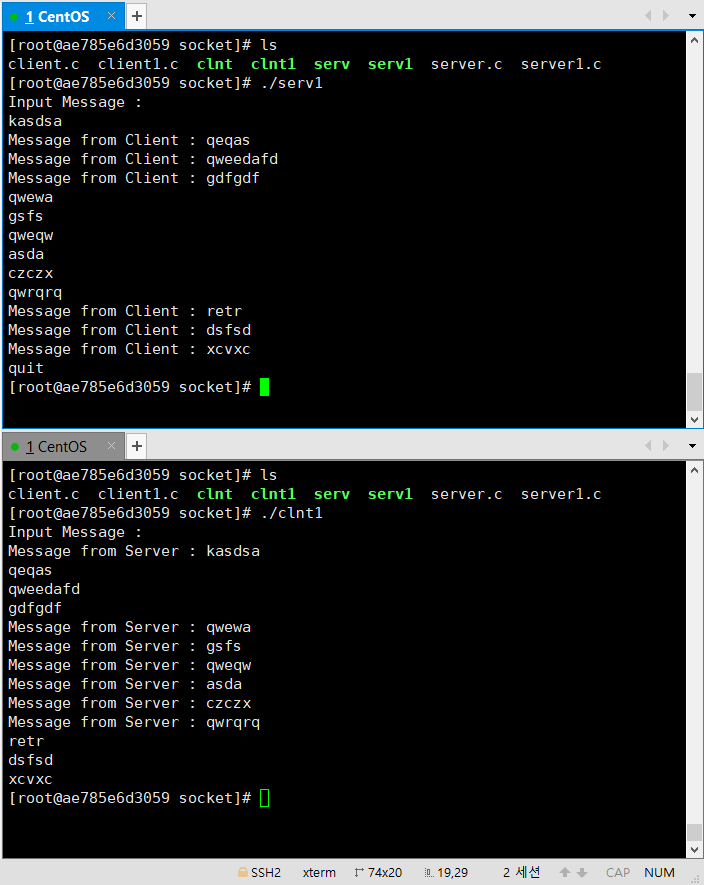 1 CentOS × +
[root@ae785e6d3059 socket]# ls
client.c  client1.c  clnt  clnt1  serv  serv1  server.c  server1.c
[root@ae785e6d3059 socket]# ./serv1
Input Message :
kasdsa
Message from Client : qeqas
Message from Client : qweedafd
Message from Client : gdfgdf
qwewa
gsfs
qweqw
asda
czczx
qwrqrq
Message from Client : retr
Message from Client : dsfsd
Message from Client : xcvxc
quit
[root@ae785e6d3059 socket]#
1 CentOS × +
[root@ae785e6d3059 socket]# ls
client.c  client1.c  clnt  clnt1  serv  serv1  server.c  server1.c
[root@ae785e6d3059 socket]# ./clnt1
Input Message :
Message from Server : kasdsa
qeqas
qweedafd
gdfgdf
Message from Server : qwewa
Message from Server : gsfs
Message from Server : qweqw
Message from Server : asda
Message from Server : czczx
Message from Server : qwrqrq
retr
dsfsd
xcvxc
[root@ae785e6d3059 socket]#
SSH2 xterm 74x20 19,29 2 세션 CAP NUM